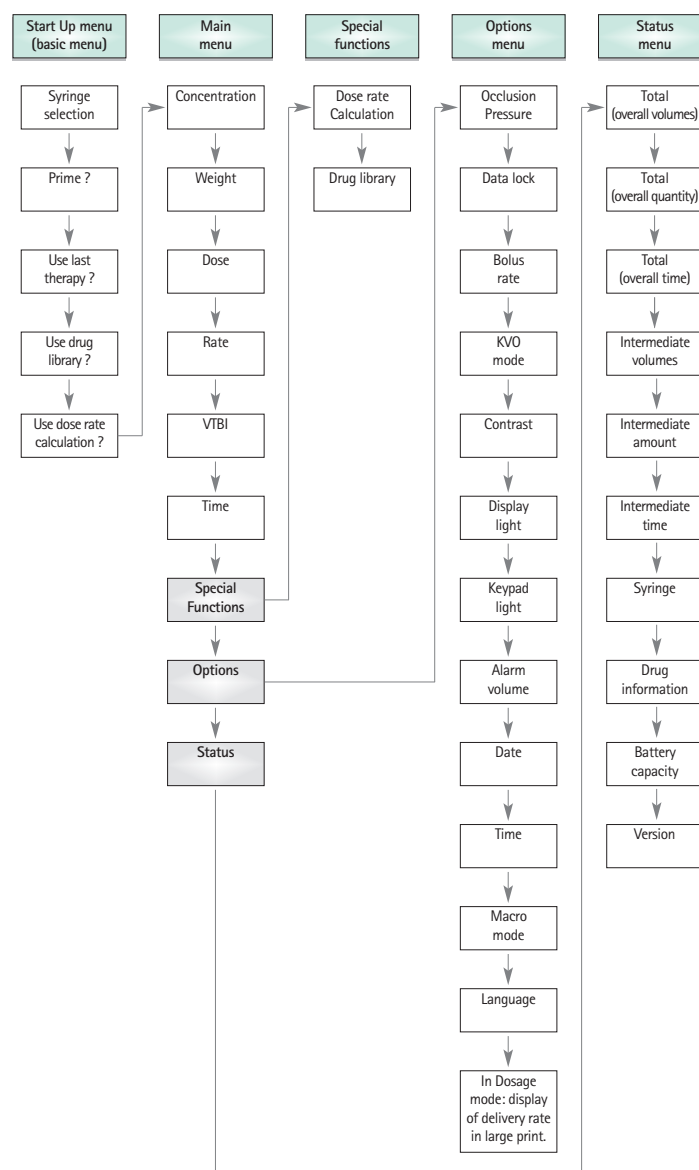 Start Up menu
(basic menu)
Syringe
selection
Prime ?
Use last
therapy ?
Use drug
library ?
Use dose rate
calculation ?
Main
menu
Concentration
Weight
Dose
Rate
VTBI
Time
Special
Functions
Options
Status
Special
functions
Dose rate
Calculation
Drug library
Options
menu
Occlusion
Pressure
Data lock
Bolus
rate
KVO
mode
Contrast
Display
light
Keypad
light
Alarm
volume
Date
Time
Macro
mode
Language
In Dosage
mode: display
of delivery rate
in large print.
Status
menu
Total
(overall volumes)
Total
(overall quantity)
Total
(overall time)
Intermediate
volumes
Intermediate
amount
Intermediate
time
Syringe
Drug
information
Battery
capacity
Version